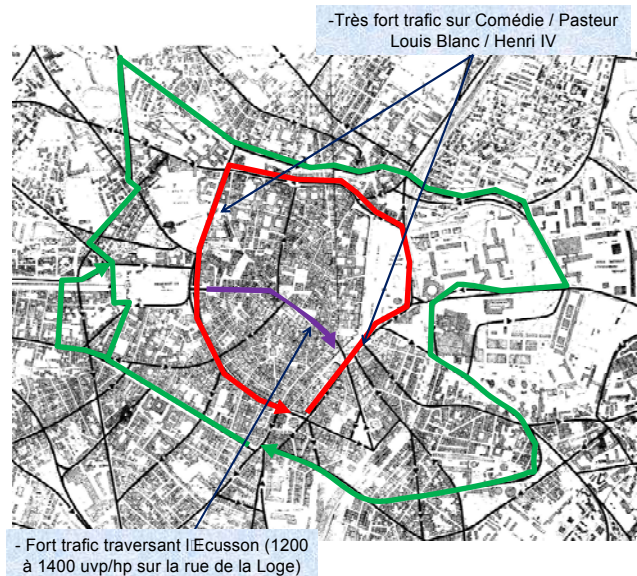 -Très fort trafic sur Comédie / Pasteur
Louis Blanc / Henri IV
- Fort trafic traversant l'Ecusson (1200
à 1400 uvp/hp sur la rue de la Loge)